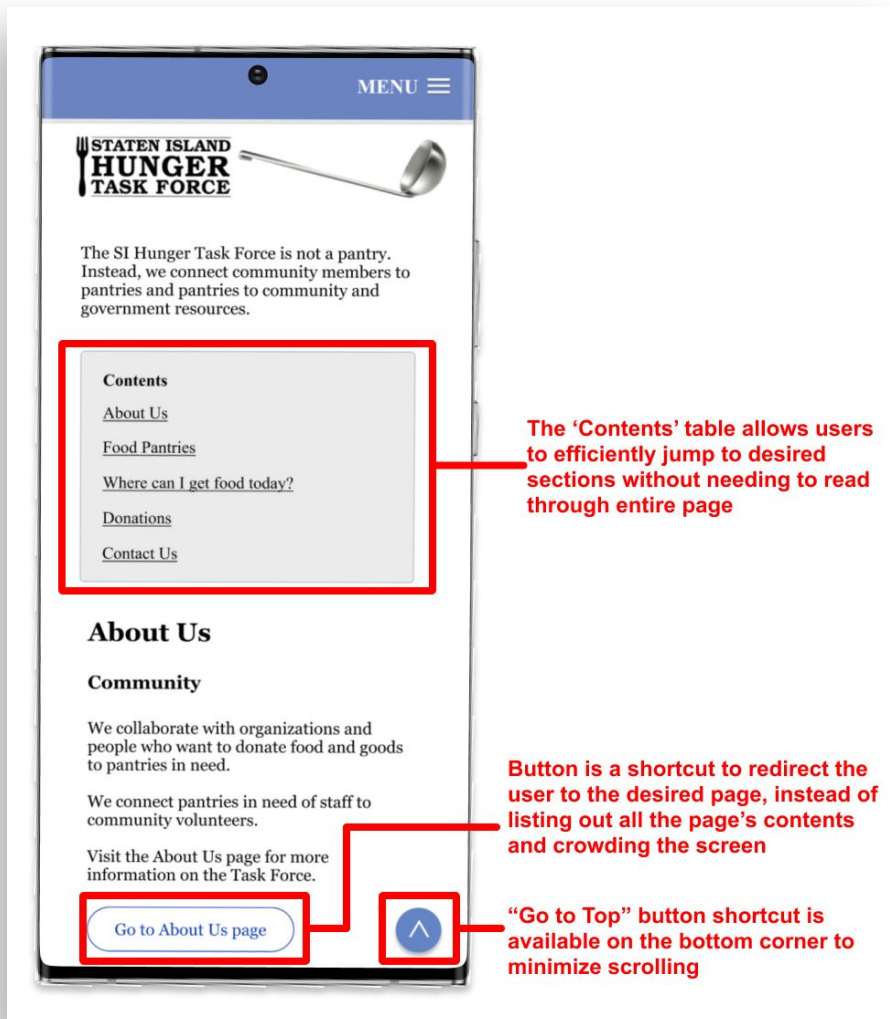 MENU
STATEN ISLAND
HUNGER
TASK FORCE
The SI Hunger Task Force is not a pantry.
Instead, we connect community members to
pantries and pantries to community and
government resources.
Contents
About Us
Food Pantries
Where can I get food today?
Donations
Contact Us
The ‘Contents’ table allows users
to efficiently jump to desired
sections without needing to read
through entire page
About Us
Community
We collaborate with organizations and
people who want to donate food and goods
to pantries in need.
We connect pantries in need of staff to
community volunteers.
Visit the About Us page for more
information on the Task Force.
Go to About Us page
Button is a shortcut to redirect the
user to the desired page, instead of
listing out all the page’s contents
and crowding the screen
“Go to Top” button shortcut is
available on the bottom corner to
minimize scrolling